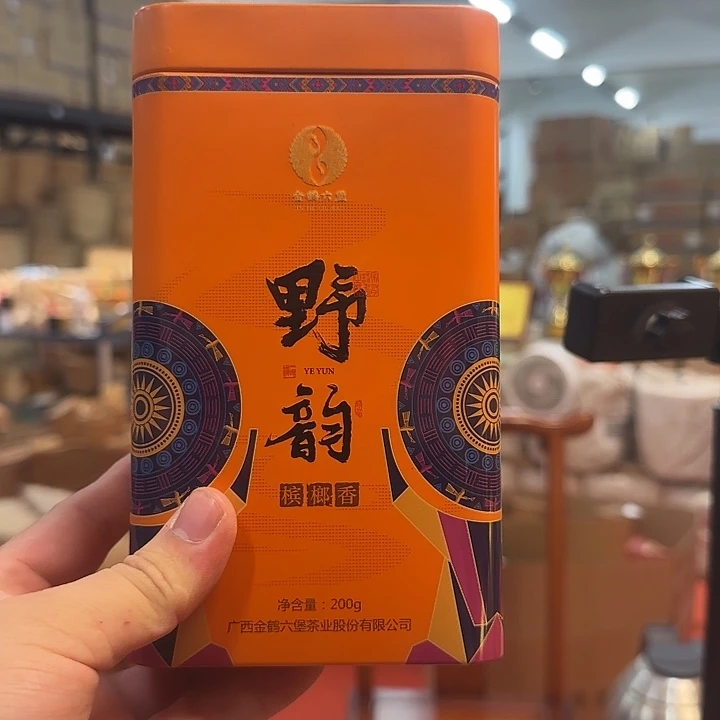 金鹤六堡
野
YE YUN
韵
槟榔香
净含量：200g
广西金鹤六堡茶业股份有限公司